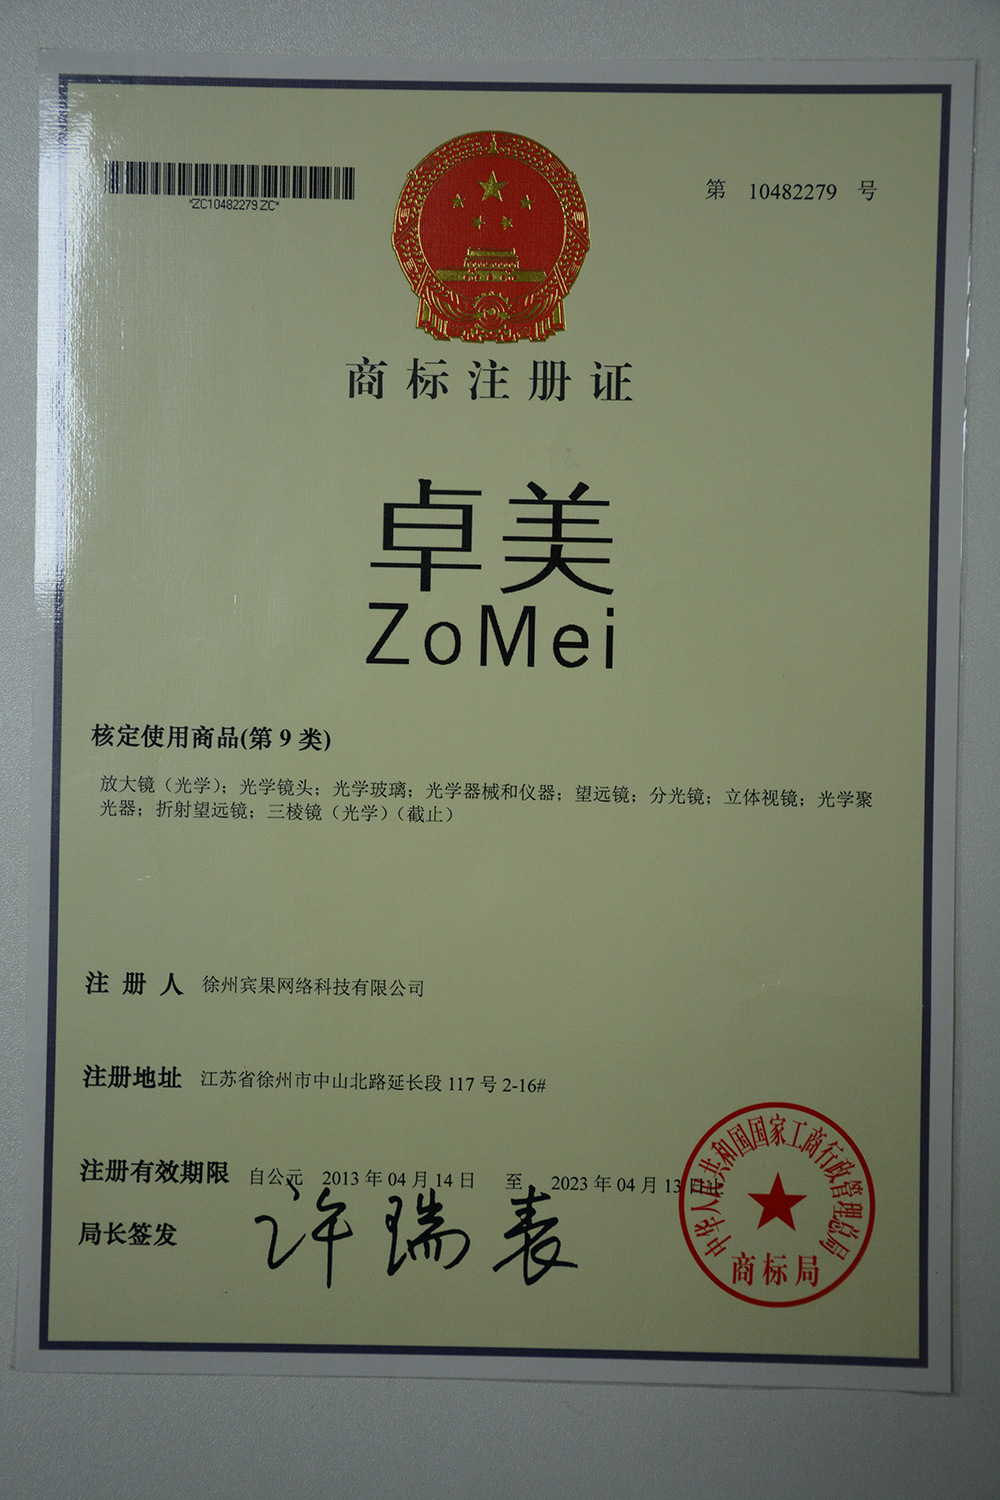 *ZC10482279ZC*
第 10482279 号
商标注册证
卓美
ZoMei
核定使用商品(第 9 类)
放大镜（光学）；光学镜头；光学玻璃；光学器械和仪器；望远镜；分光镜；立体视镜；光学聚
光器；折射望远镜；三棱镜（光学）（截止）
注 册 人 徐州宾果网络科技有限公司
注册地址 江苏省徐州市中山北路延长段 117 号 2-16#
注册有效期限 自公元 2013 年 04 月 14 日 至 2023 年 04 月 13 日止
局长签发 许瑞表
中华人民共和国国家工商行政管理总局
商标局